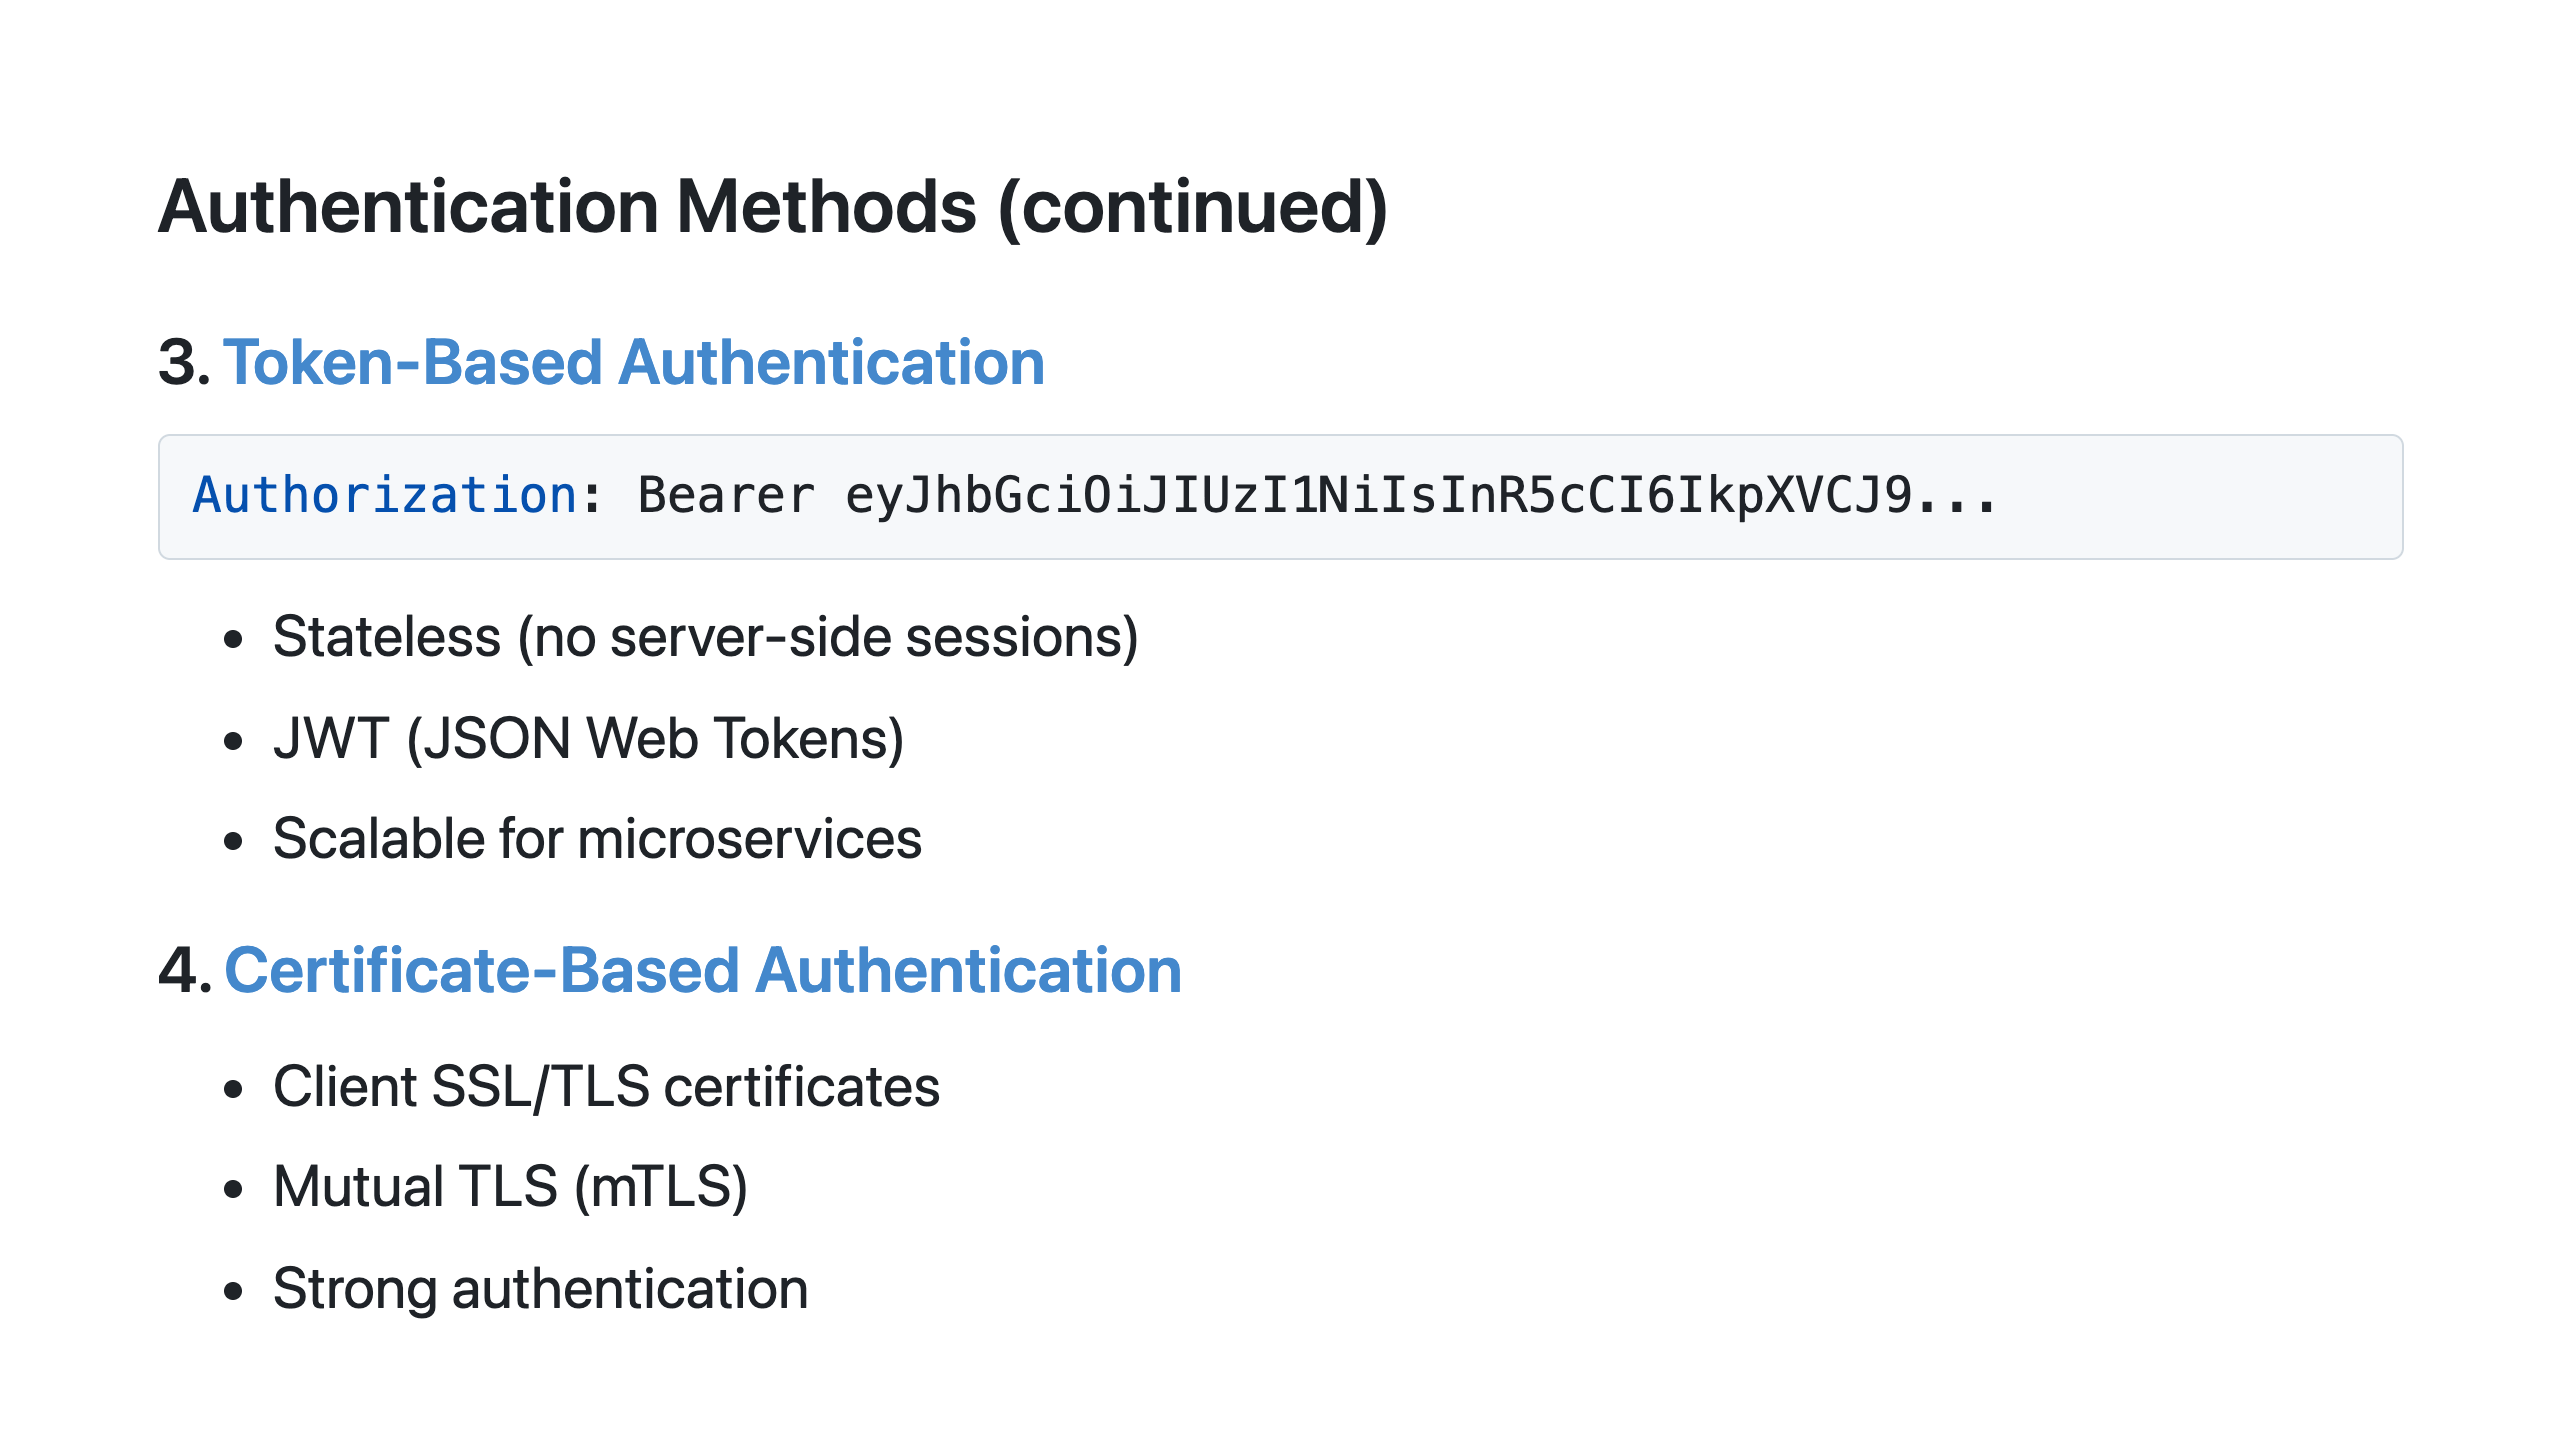 Authentication Methods (continued)
3. Token-Based Authentication
Authorization: Bearer eyJhbGciOiJIUzI1NiIsInR5cCI6IkpXVCJ9...
• Stateless (no server-side sessions)
• JWT (JSON Web Tokens)
• Scalable for microservices
4. Certificate-Based Authentication
• Client SSL/TLS certificates
• Mutual TLS (mTLS)
• Strong authentication